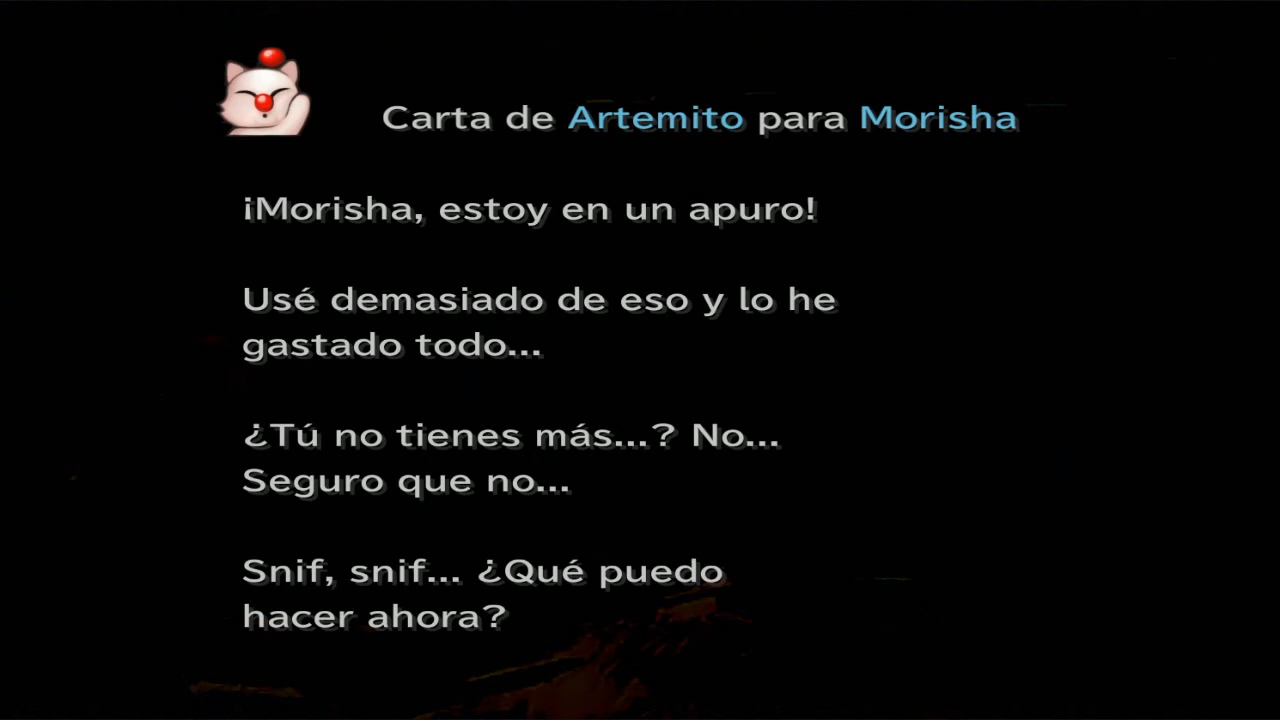 Carta de Artemito para Morisha
¡Morisha, estoy en un apuro!
Usé demasiado de eso y lo he
gastado todo...
¿Tú no tienes más...? No...
Seguro que no...
Snif, snif... ¿Qué puedo
hacer ahora?